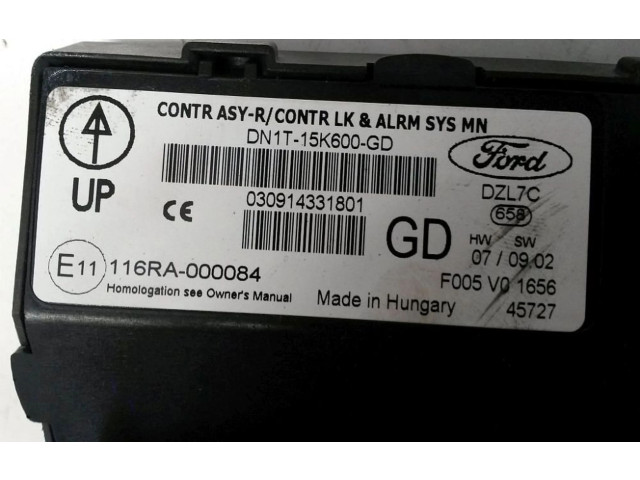 CONTR ASY-R/CONTR LK & ALRM SYS MN
DN1T-15K600-GD
Ford
UP
CE
030914331801
GD
DZL7C
658
HW SW
07 / 09.02
E11 116RA-000084
Homologation see Owner's Manual
Made in Hungary
F005 V0 1656
45727